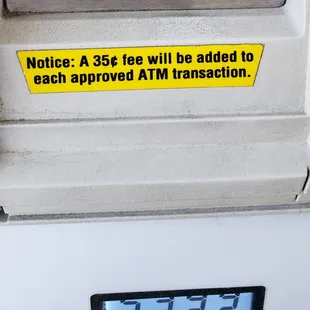 Notice: A 35¢ fee will be added to
each approved ATM transaction.